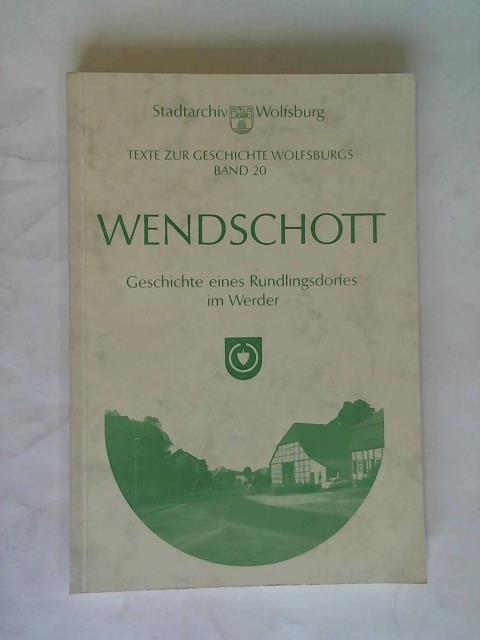 Stadtarchiv Wolfsburg
TEXTE ZUR GESCHICHTE WOLFSBURGS
BAND 20
WENDSCHOTT
Geschichte eines Rundlingsdorfes
im Werder